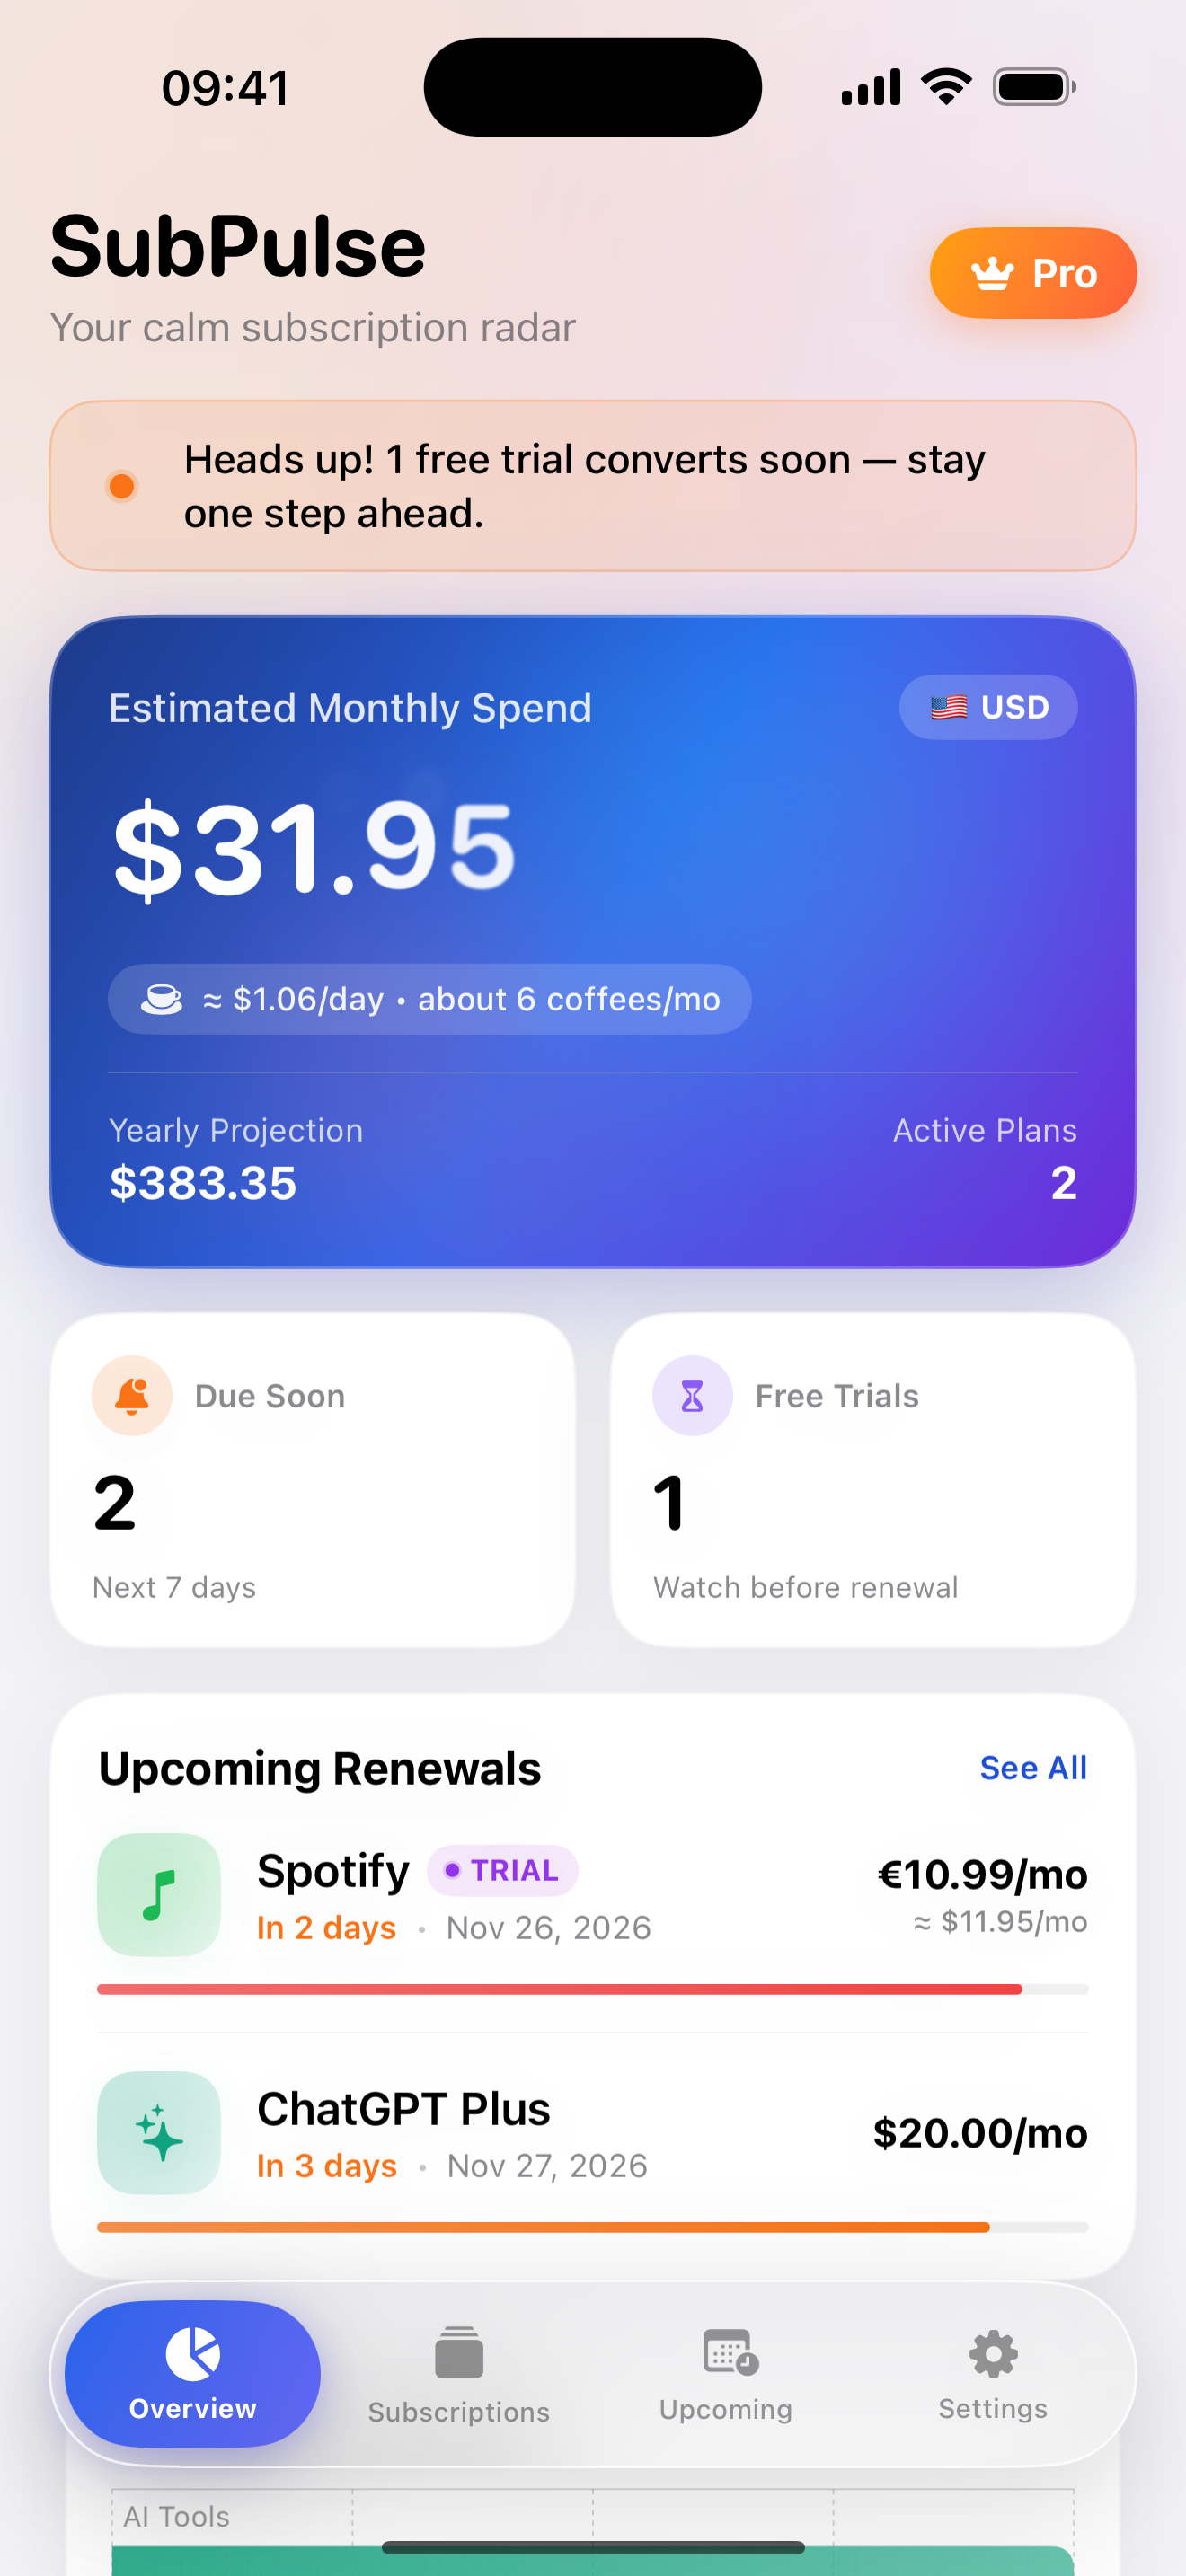 09:41
SubPulse
Your calm subscription radar
Pro
Heads up! 1 free trial converts soon — stay
one step ahead.
Estimated Monthly Spend
USD
$31.95
≈ $1.06/day • about 6 coffees/mo
Yearly Projection
Active Plans
$383.35
2
Due Soon
2
Next 7 days
Free Trials
1
Watch before renewal
Upcoming Renewals
See All
Spotify
TRIAL
€10.99/mo
In 2 days • Nov 26, 2026
≈ $11.95/mo
ChatGPT Plus
$20.00/mo
In 3 days • Nov 27, 2026
Overview
Subscriptions
Upcoming
Settings
AI Tools